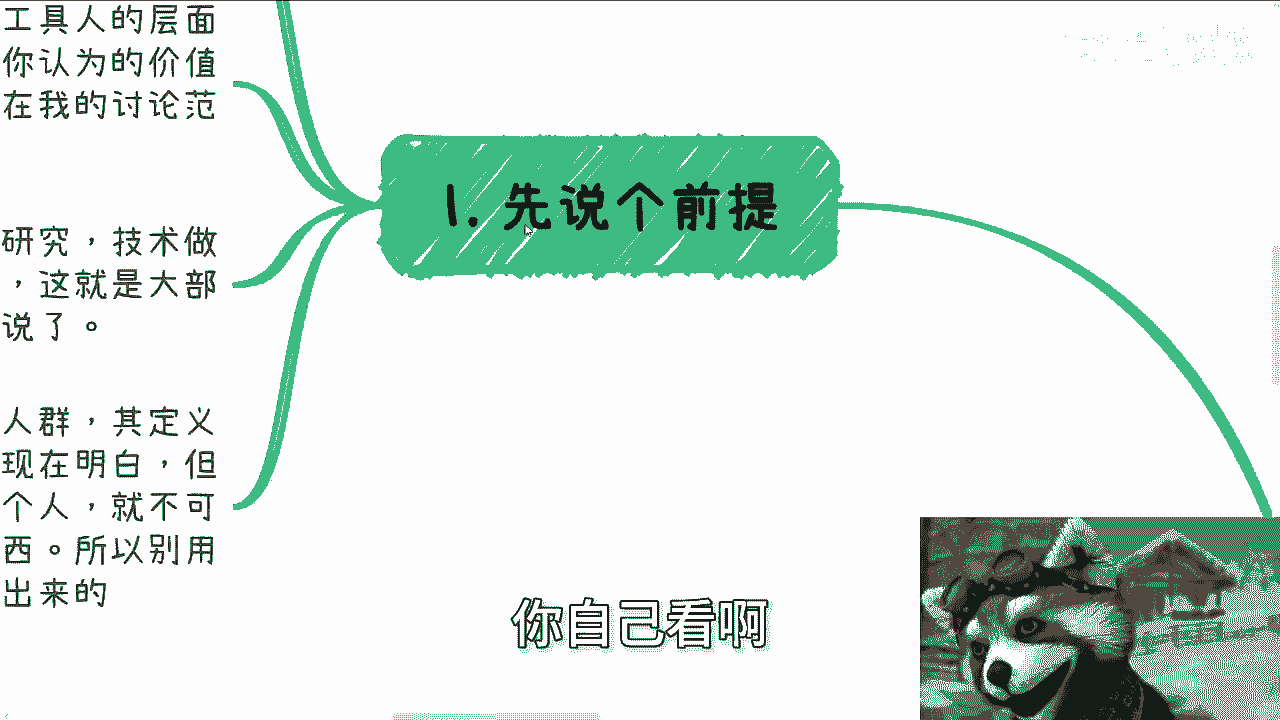 工具人的层面
你认为的价值
在我的讨论范
研究，技术做
，这就是大部
说了。
人群，其定义
现在明白，但
个人，就不可
西。所以别用
出来的
1. 先说个前提
你自己看啊